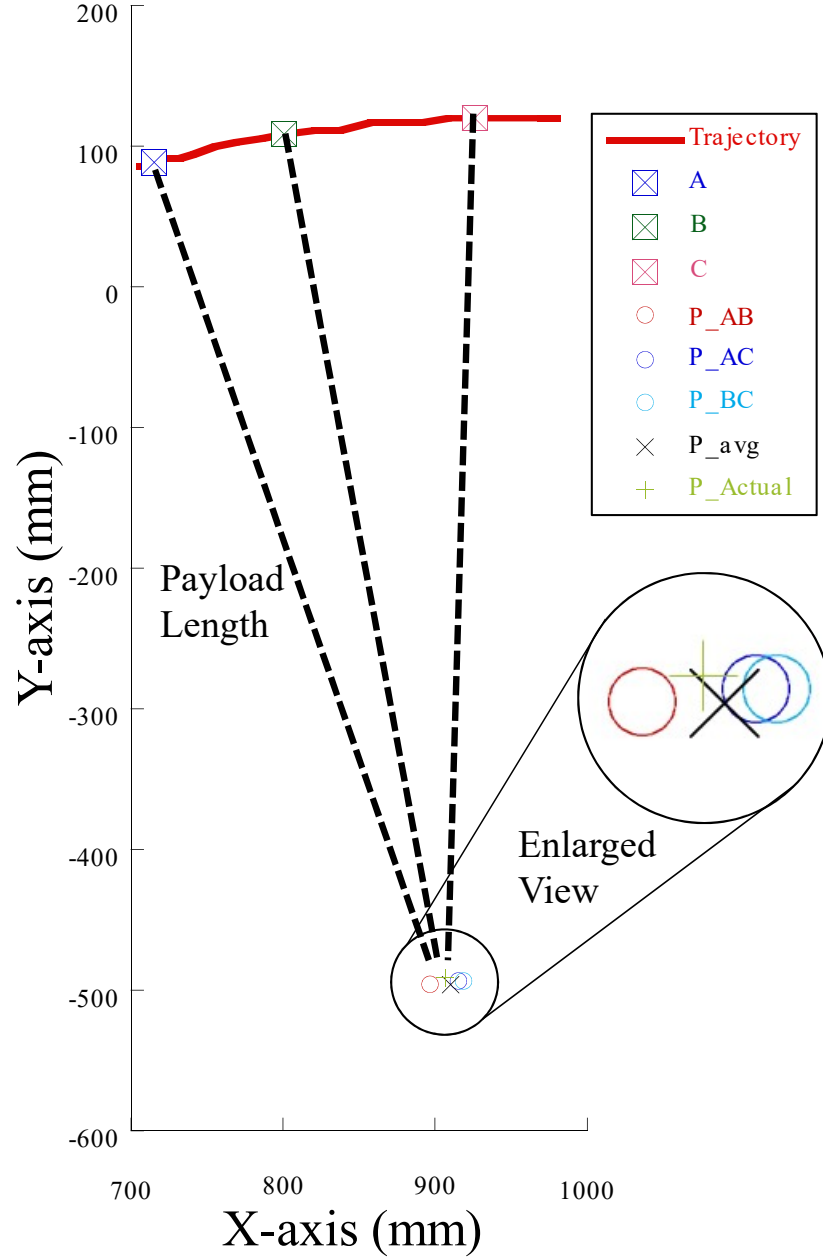 200
100
0
-100
-200
-300
-400
-500
-600
700
800
900
1000
Y-axis (mm)
X-axis (mm)
Trajectory
A
B
C
P_AB
P_AC
P_BC
P_avg
P_Actual
Payload
Length
Enlarged
View